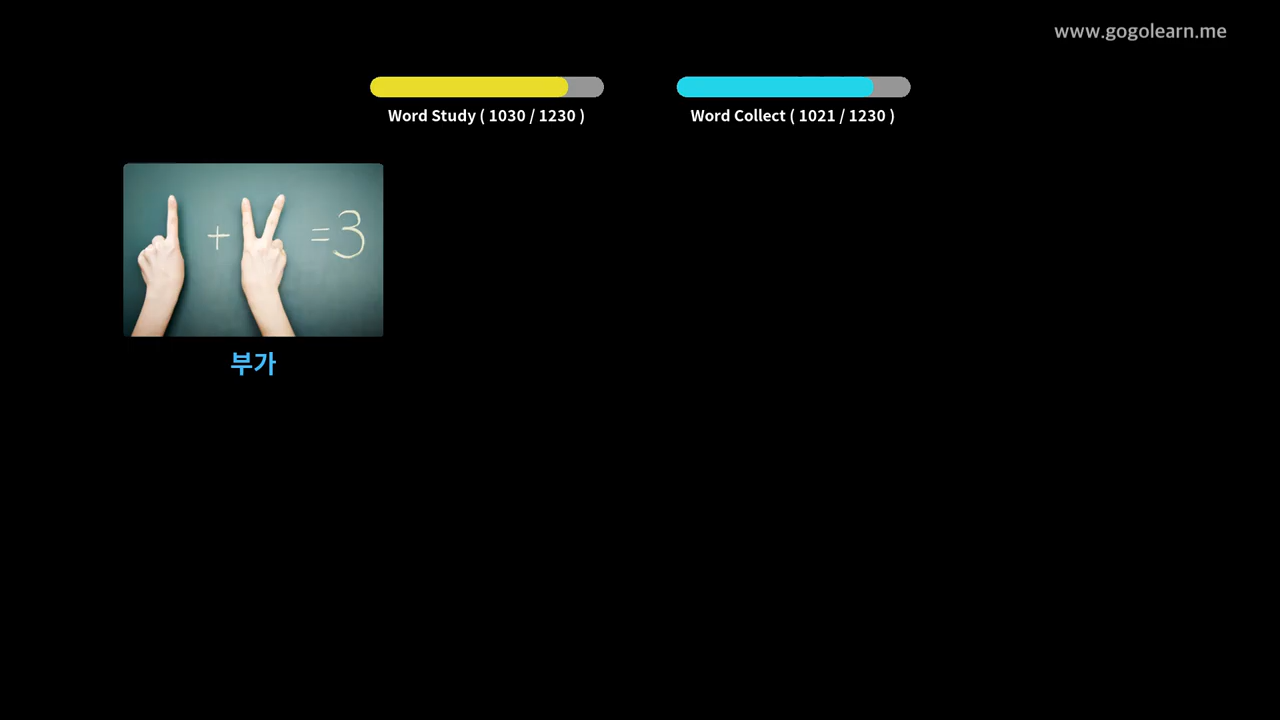 www.gogolearn.me
Word Study ( 1030 / 1230 )
Word Collect ( 1021 / 1230 )
+ =3
부가